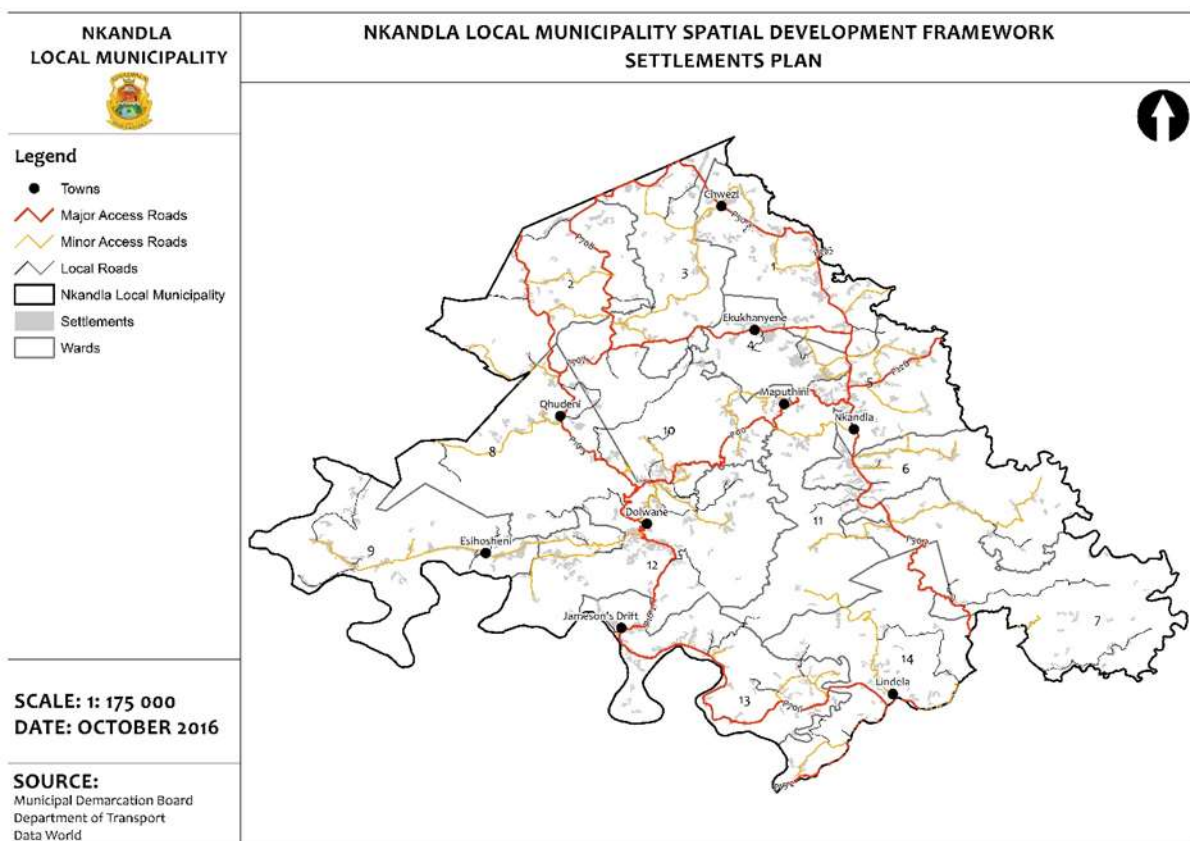 NKANDLA
LOCAL MUNICIPALITY
NKANDLA LOCAL MUNICIPALITY SPATIAL DEVELOPMENT FRAMEWORK
SETTLEMENTS PLAN
Legend
Towns
Major Access Roads
Minor Access Roads
Local Roads
Nkandla Local Municipality
Settlements
Wards
SCALE: 1: 175 000
DATE: OCTOBER 2016
SOURCE:
Municipal Demarcation Board
Department of Transport
Data World
Chwezi
1
2
3
Ekukhanyene
4
5
Maputhini
Qhudeni
Nkandla
10
8
6
Dolwane
11
9
Esihosheni
12
Jameson's Drift
7
14
Lindela
13